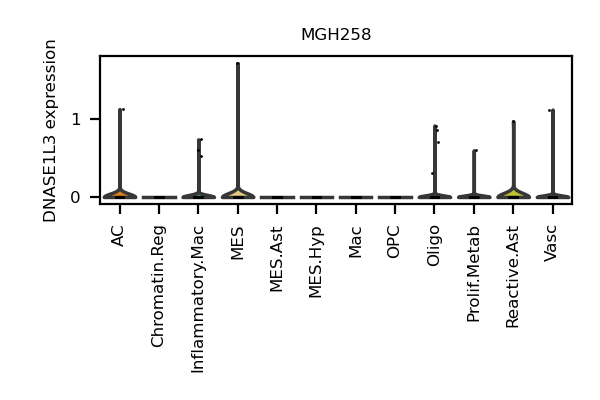 MGH258
DNASE1L3 expression
1
0
AC
Chromatin.Reg
Inflammatory.Mac
MES
MES.Ast
MES.Hyp
Mac
OPC
Oligo
Prolif.Metab
Reactive.Ast
Vasc